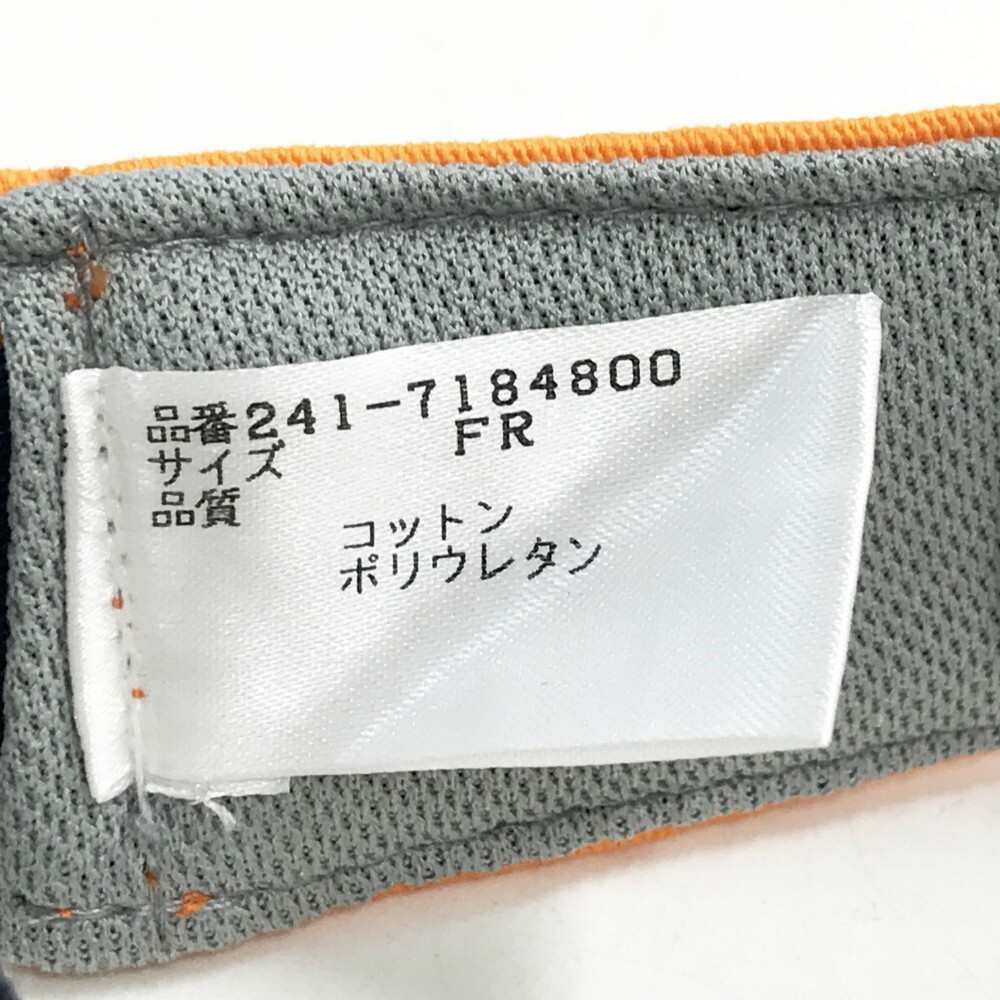 品番241-7184800
サイズ FR
品質
コットン
ポリウレタン